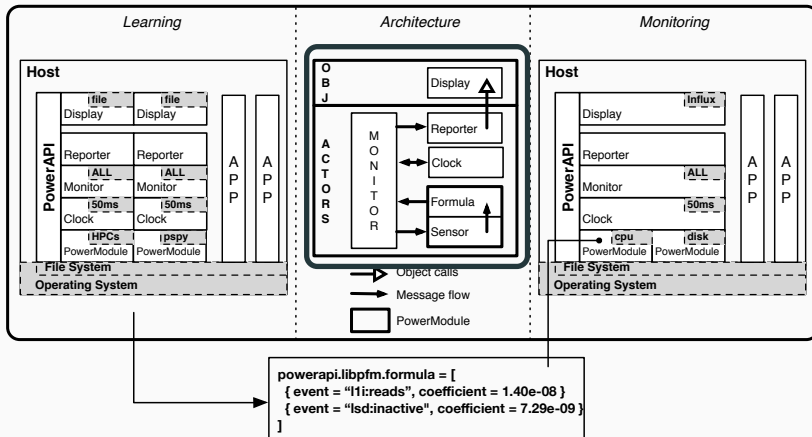 Learning
Architecture
Monitoring
Host
PowerAPI
file
file
Display
Display
Reporter
Reporter
ALL
ALL
Monitor
Monitor
50ms
50ms
Clock
Clock
HPCs
pspy
PowerModule
PowerModule
APP
APP
File System
Operating System
OBJ
Display
ACTORS
MONITOR
Reporter
Clock
Formula
Sensor
Object calls
Message flow
PowerModule
Host
PowerAPI
Influx
Display
Reporter
ALL
Monitor
50ms
Clock
cpu
disk
PowerModule
PowerModule
APP
APP
File System
Operating System
powerapi.libpfm.formula = [
{ event = “l1i:reads”, coefficient = 1.40e-08 }
{ event = “lsd:inactive", coefficient = 7.29e-09 }
]